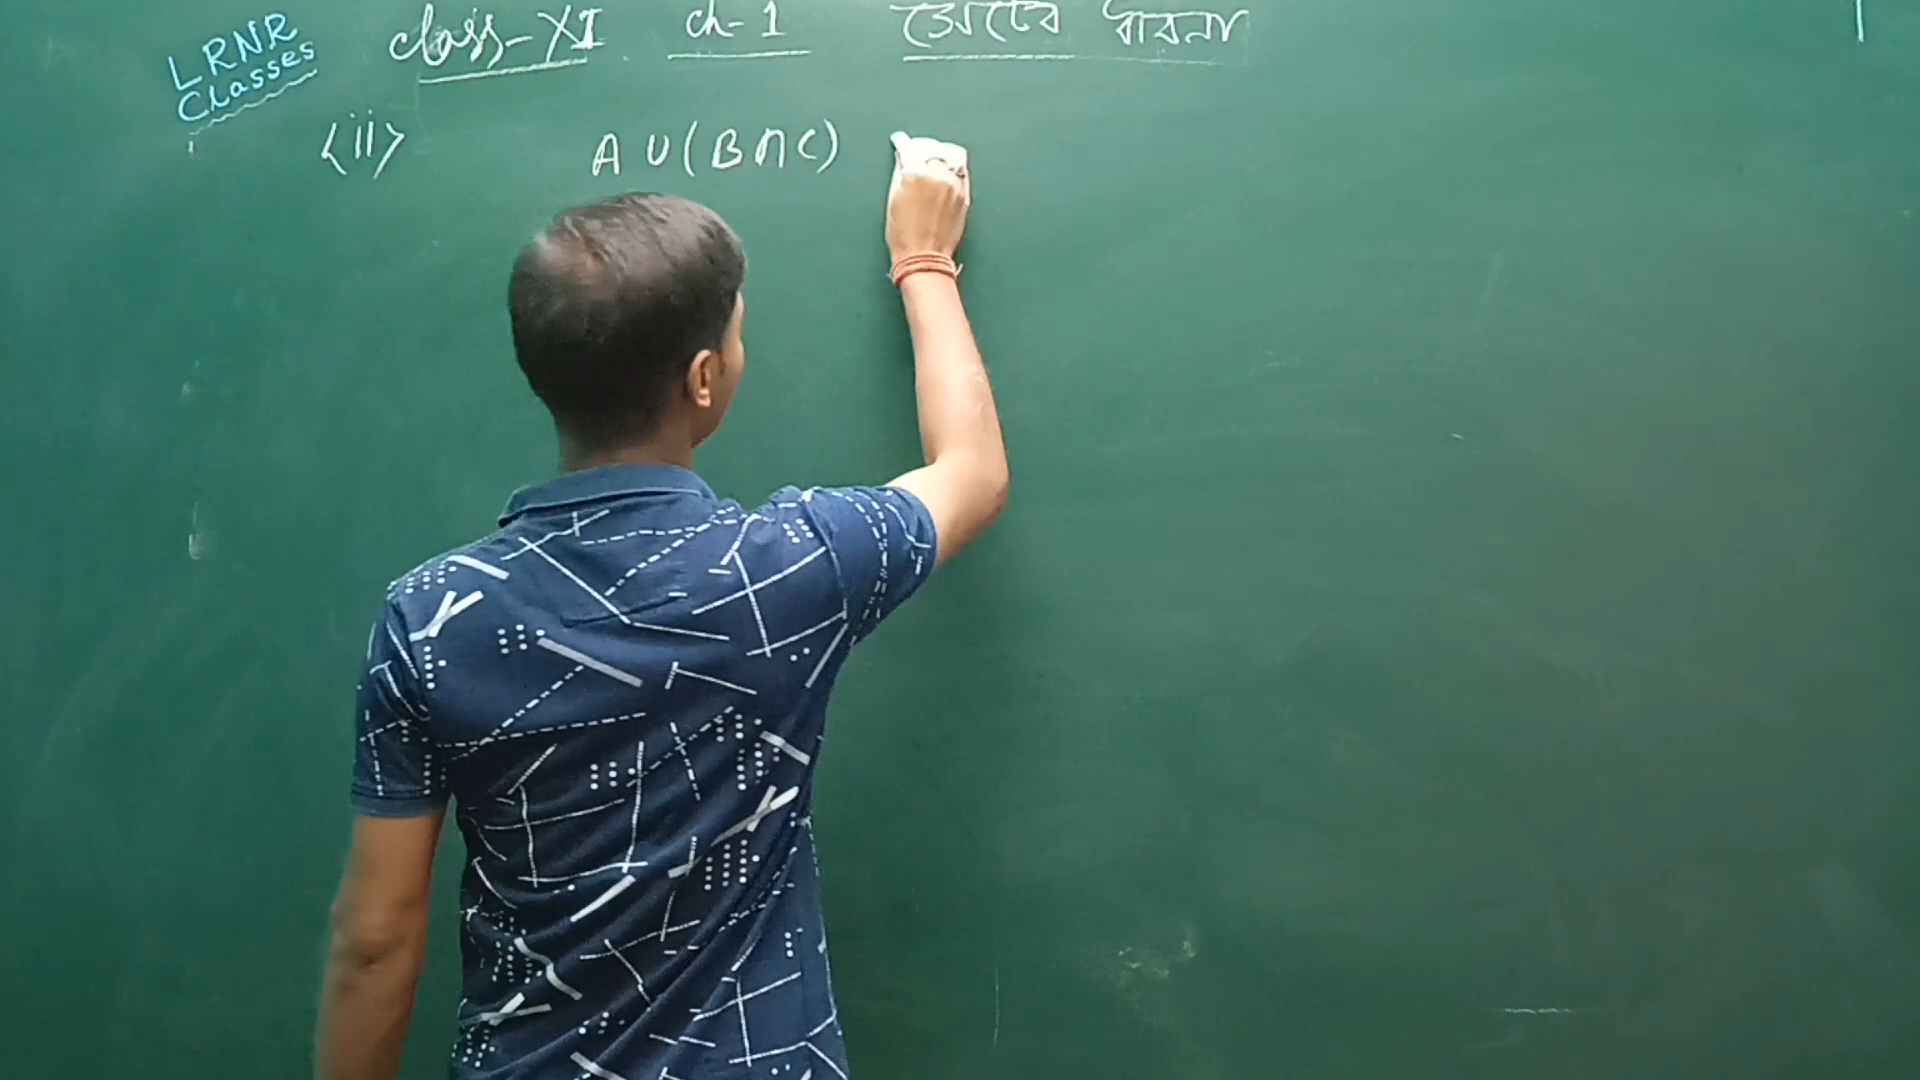 LRNR
Classes
Class-XI ch-1 সেটের ধারনা
<ii> A ∪ (B ∩ C)